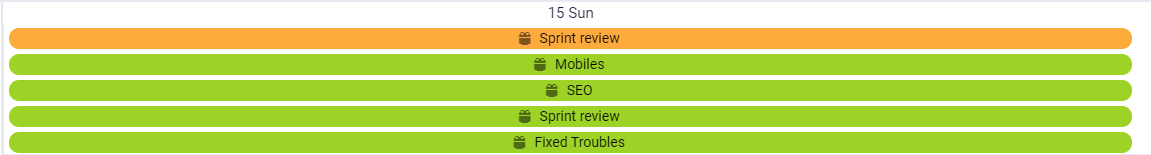 15 Sun
Sprint review
Mobiles
SEO
Sprint review
Fixed Troubles